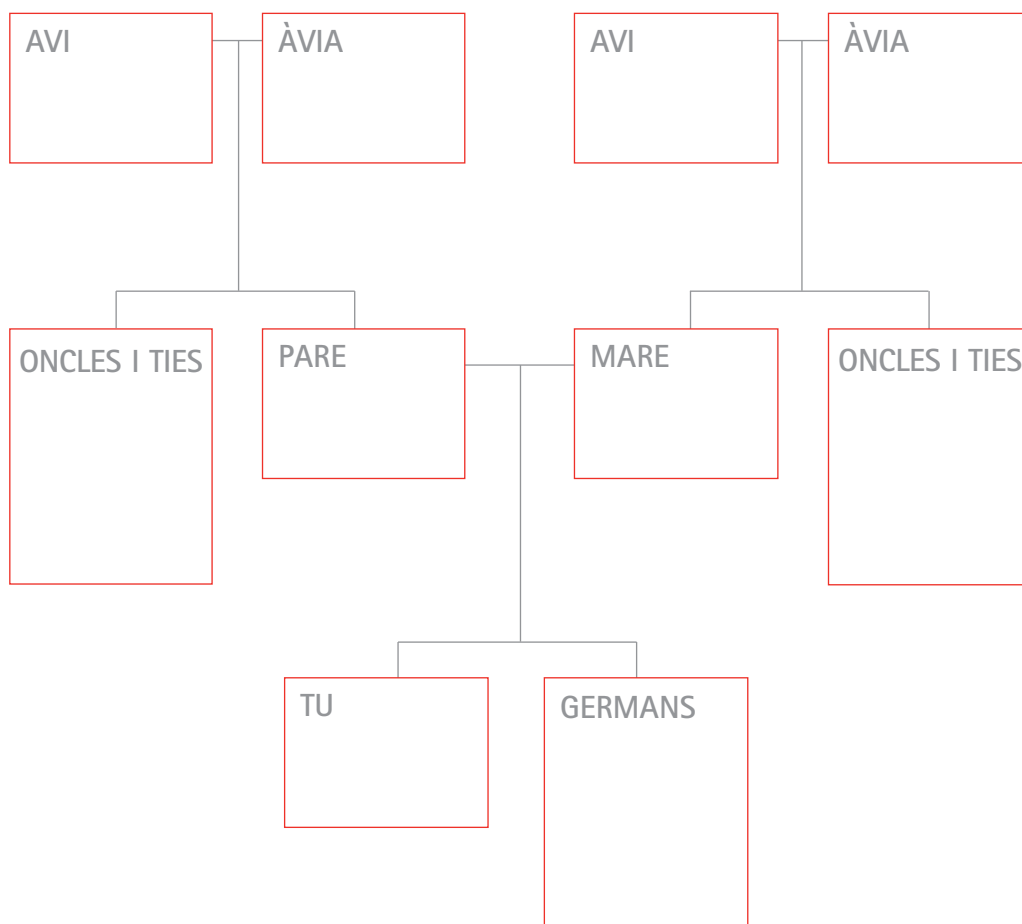 AVI
ÀVIA
AVI
ÀVIA
ONCLES I TIES
PARE
MARE
ONCLES I TIES
TU
GERMANS